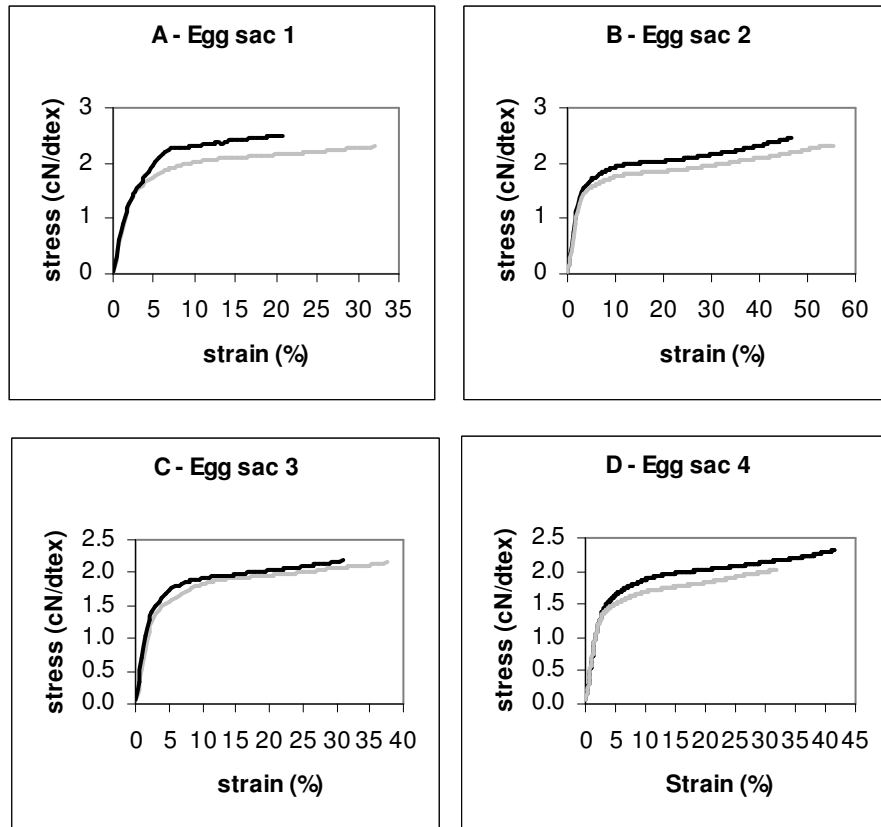 A - Egg sac 1
stress (cN/dtex)
3
2
1
0
0 5 10 15 20 25 30 35
strain (%)
B - Egg sac 2
stress (cN/dtex)
3
2
1
0
0 10 20 30 40 50 60
strain (%)
C - Egg sac 3
stress (cN/dtex)
2.5
2.0
1.5
1.0
0.5
0.0
0 5 10 15 20 25 30 35 40
strain (%)
D - Egg sac 4
stress (cN/dtex)
2.5
2.0
1.5
1.0
0.5
0.0
0 5 10 15 20 25 30 35 40 45
Strain (%)